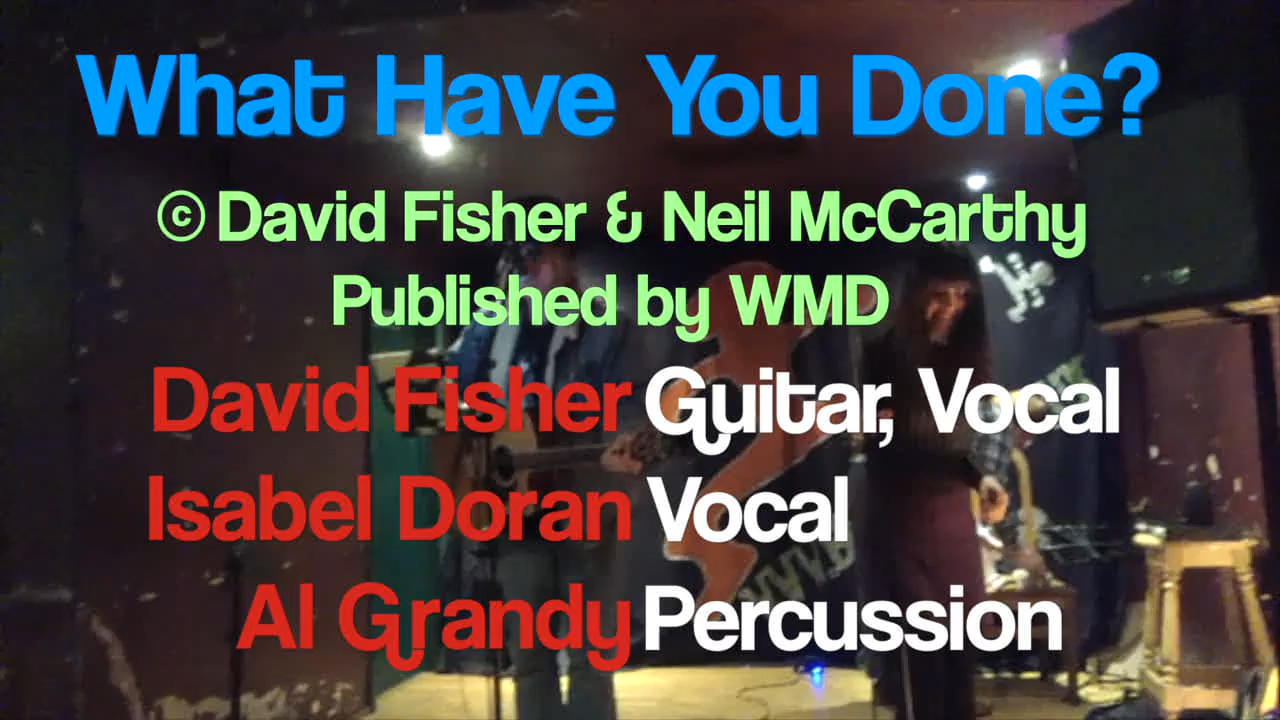 What Have You Done?
© David Fisher & Neil McCarthy
Published by WMD
David Fisher Guitar, Vocal
Isabel Doran Vocal
Al Grandy Percussion